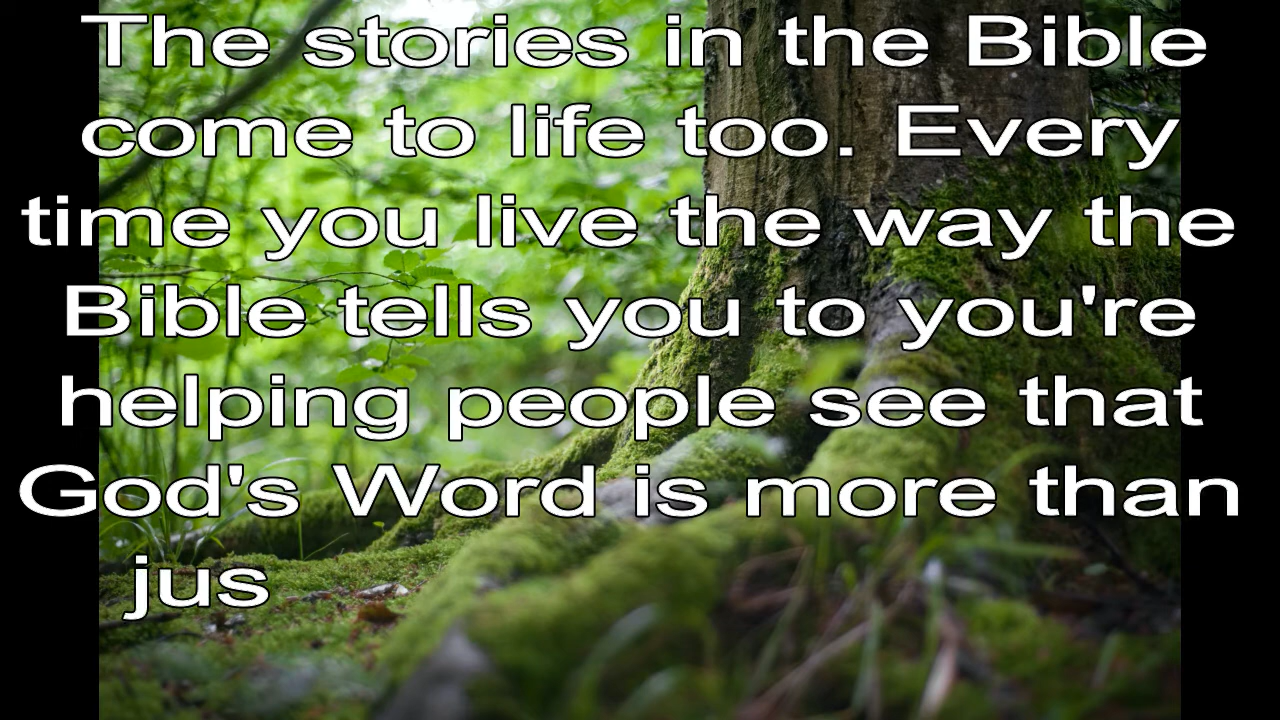 The stories in the Bible
come to life too. Every
time you live the way the
Bible tells you to you're
helping people see that
God's Word is more than
jus